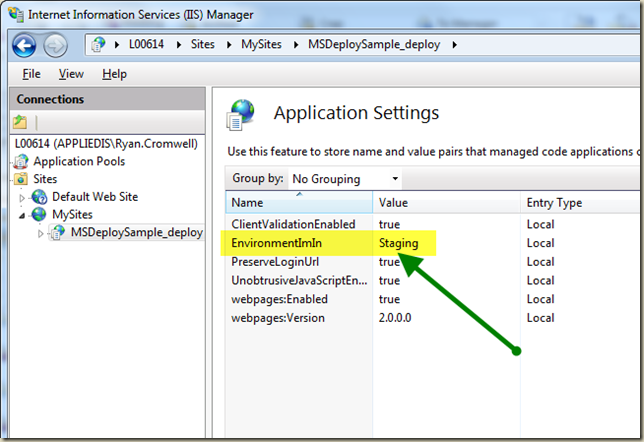 Internet Information Services (IIS) Manager
L00614 Sites MySites MSDeploySample_deploy
File View Help
Connections
L00614 (APPLIEDIS\Ryan.Cromwell)
Application Pools
Sites
Default Web Site
MySites
MSDeploySample_deploy
Application Settings
Use this feature to store name and value pairs that managed code applications c
Group by: No Grouping
Name Value Entry Type
ClientValidationEnabled true Local
EnvironmentImIn Staging Local
PreserveLoginUrl true Local
UnobtrusiveJavaScriptEn... true Local
webpages:Enabled true Local
webpages:Version 2.0.0.0 Local